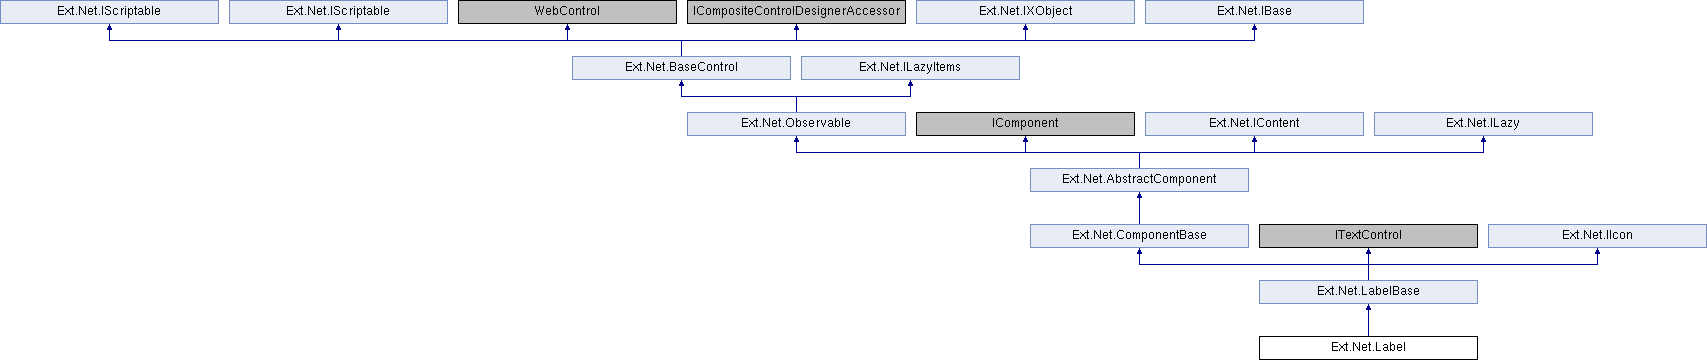 Ext.Net.IScriptable
Ext.Net.IScriptable
WebControl
ICompositeControlDesignerAccessor
Ext.Net.IXObject
Ext.Net.IBase
Ext.Net.BaseControl
Ext.Net.ILazyItems
Ext.Net.Observable
IComponent
Ext.Net.IContent
Ext.Net.ILazy
Ext.Net.AbstractComponent
Ext.Net.ComponentBase
ITextControl
Ext.Net.IIcon
Ext.Net.LabelBase
Ext.Net.Label